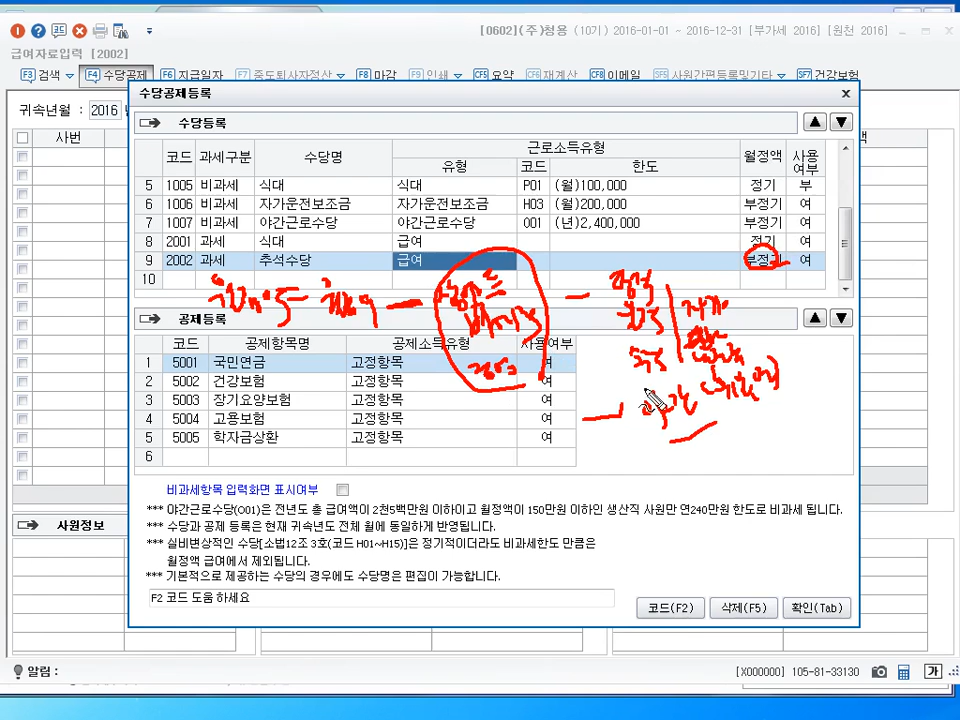 [0602] (주)청용 (10기) 2016-01-01 ~ 2016-12-31 [부가세 2016] [원천 2016]
급여자료입력 [2002]
F3 검색 F4 수당공제 F6 지급일자 F7 중도퇴사자정산 F8 마감 F9 인쇄 CF5 요약 CF6 재계산 CF8 이메일 SF5 사원간편등록및기타 SF7 건강보험
귀속년월 : 2016
사번
수당공제등록
수당등록
코드 과세구분 수당명 근로소득유형 월정액 사용여부
유형 코드 한도
5 1005 비과세 식대 식대 P01 (월)100,000 정기 부
6 1006 비과세 자가운전보조금 자가운전보조금 H03 (월)200,000 부정기 여
7 1007 비과세 야간근로수당 야간근로수당 O01 (년)2,400,000 부정기 여
8 2001 과세 식대 급여 정기 여
9 2002 과세 추석수당 급여 부정기 여
10
공제등록
코드 공제항목명 공제소득유형 사용여부
1 5001 국민연금 고정항목 여
2 5002 건강보험 고정항목 여
3 5003 장기요양보험 고정항목 여
4 5004 고용보험 고정항목 여
5 5005 학자금상환 고정항목 여
6
비과세항목 입력화면 표시여부
*** 야간근로수당(O01)은 전년도 총 급여액이 2천5백만원 이하이고 월정액이 150만원 이하인 생산직 사원만 연240만원 한도로 비과세 됩니다.
*** 수당과 공제 등록은 현재 귀속년도 전체 월에 동일하게 반영됩니다.
*** 실비변상적인 수당[소법12조 3호(코드 H01~H15)]은 정기적이더라도 비과세한도 만큼은
월정액 급여에서 제외됩니다.
*** 기본적으로 제공하는 수당의 경우에도 수당명은 편집이 가능합니다.
F2 코드 도움 하세요
코드(F2) 삭제(F5) 확인(Tab)
사원정보
알림 :
[X000000] 105-81-33130 가